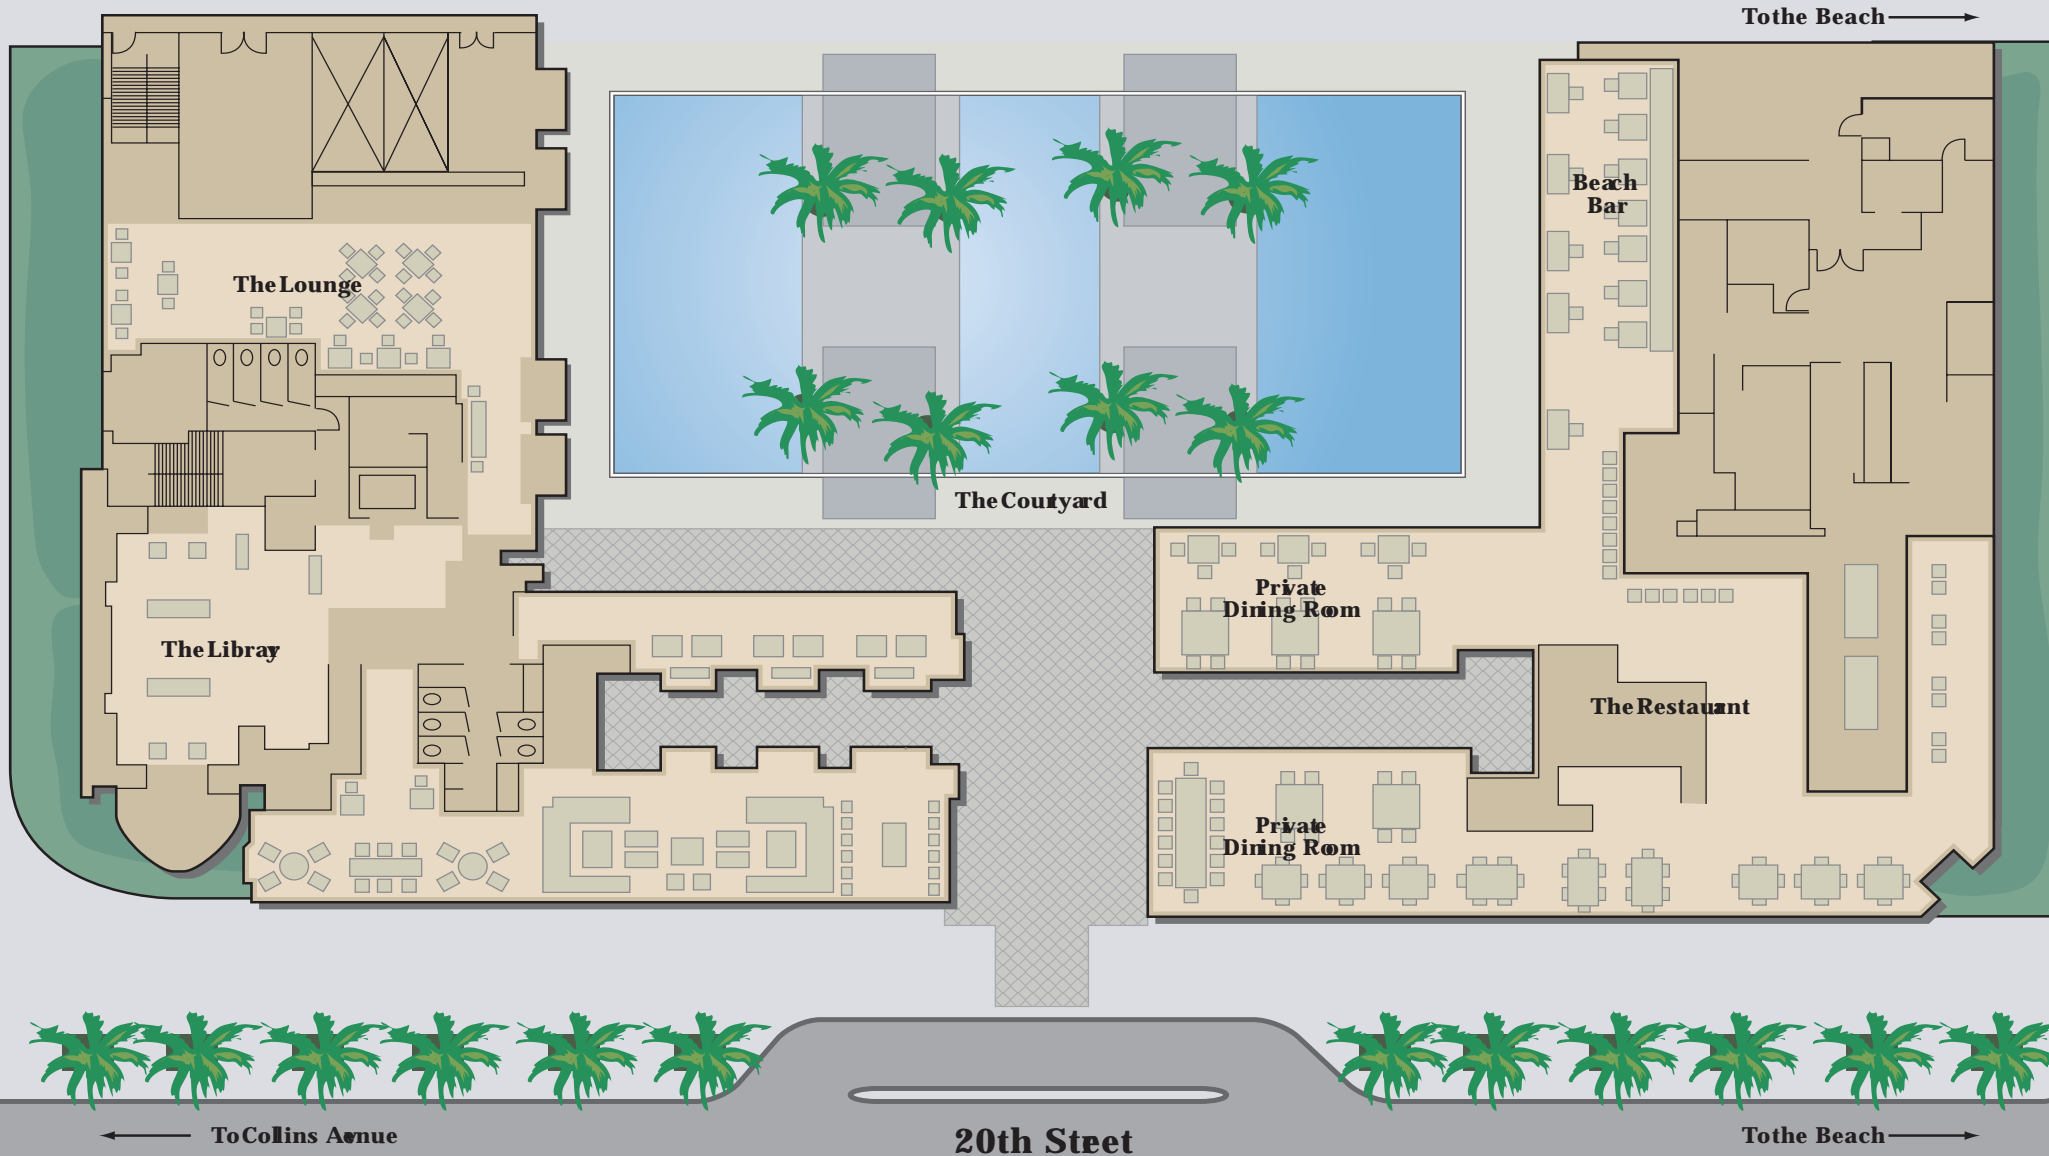 To the Beach
Beach
Bar
The Lounge
The Courtyard
Private
Dining Room
The Library
The Restaurant
Private
Dining Room
To Collins Avenue
20th Street
To the Beach